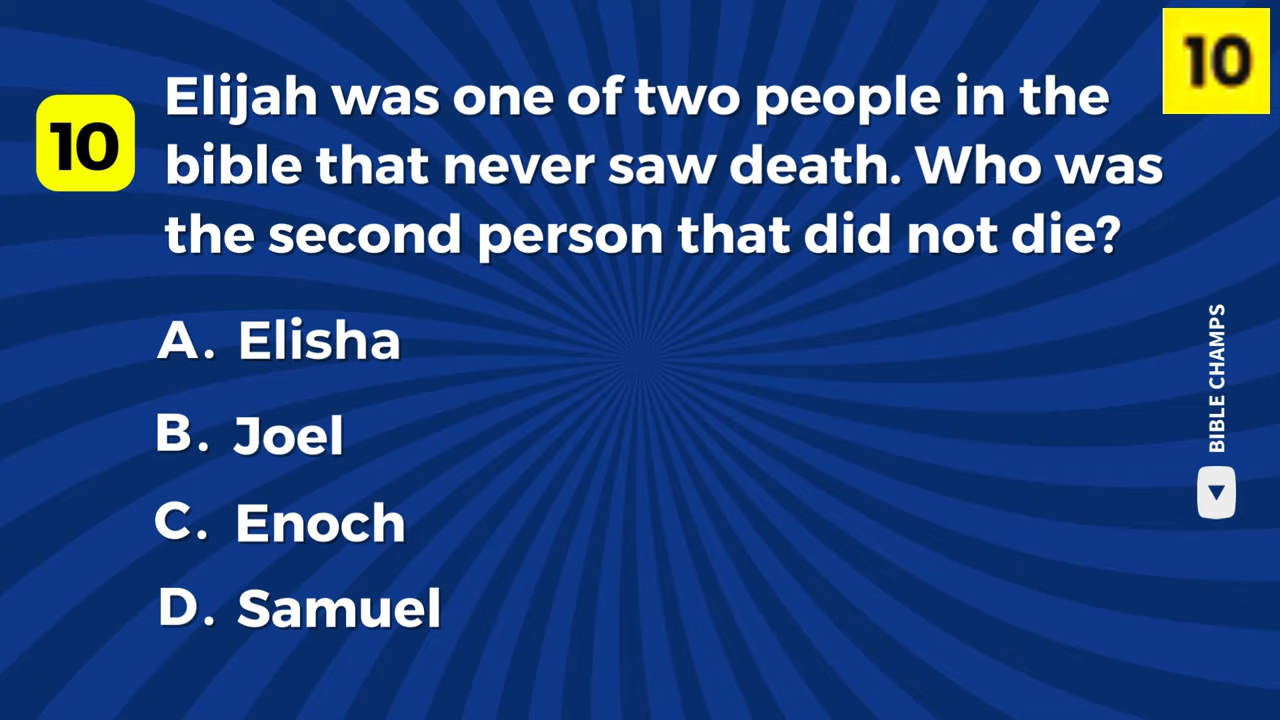 10
10
Elijah was one of two people in the
bible that never saw death. Who was
the second person that did not die?
A. Elisha
B. Joel
C. Enoch
D. Samuel
BIBLE CHAMPS